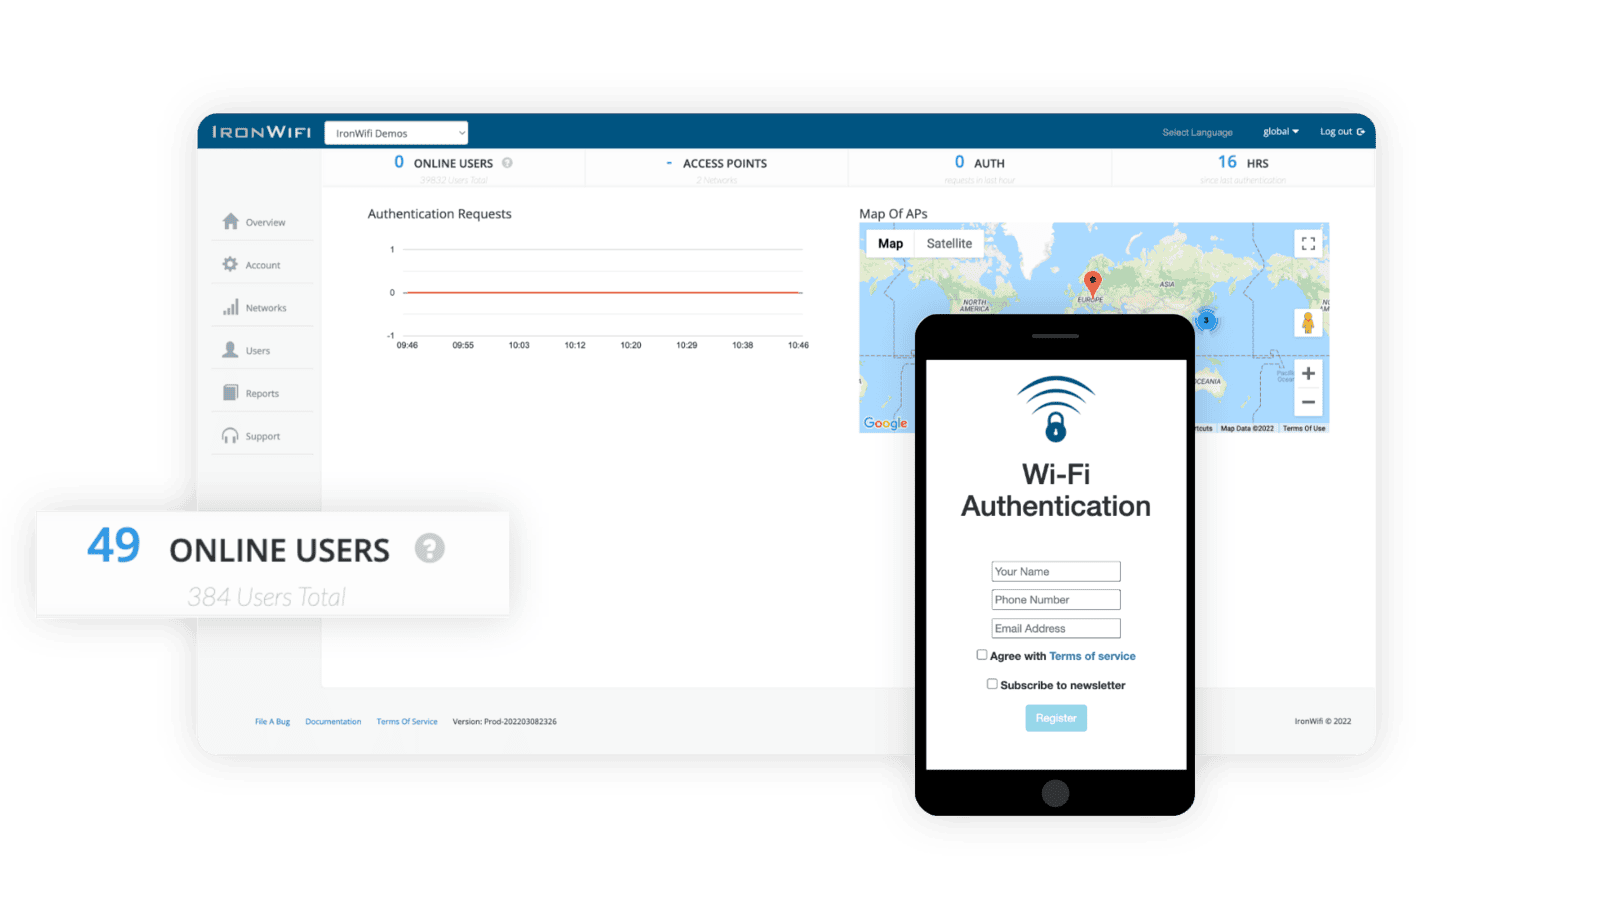 IRONWIFI
IronWifi Demos
Select Language
global
Log out
0 ONLINE USERS ?
39832 Users Total
- ACCESS POINTS
2 Networks
0 AUTH
requests in last hour
16 HRS
since last authentication
Overview
Account
Networks
Users
Reports
Support
Authentication Requests
1
0
-1
09:46 09:55 10:03 10:12 10:20 10:29 10:38 10:46
Map Of APs
Map Satellite
NORTH
AMERICA
EUROPE
ASIA
3
Google
Map Data ©2022 Terms Of Use
49 ONLINE USERS ?
384 Users Total
Wi-Fi
Authentication
Your Name
Phone Number
Email Address
Agree with Terms of service
Subscribe to newsletter
Register
File A Bug Documentation Terms Of Service Version: Prod-202203082326
IronWifi © 2022